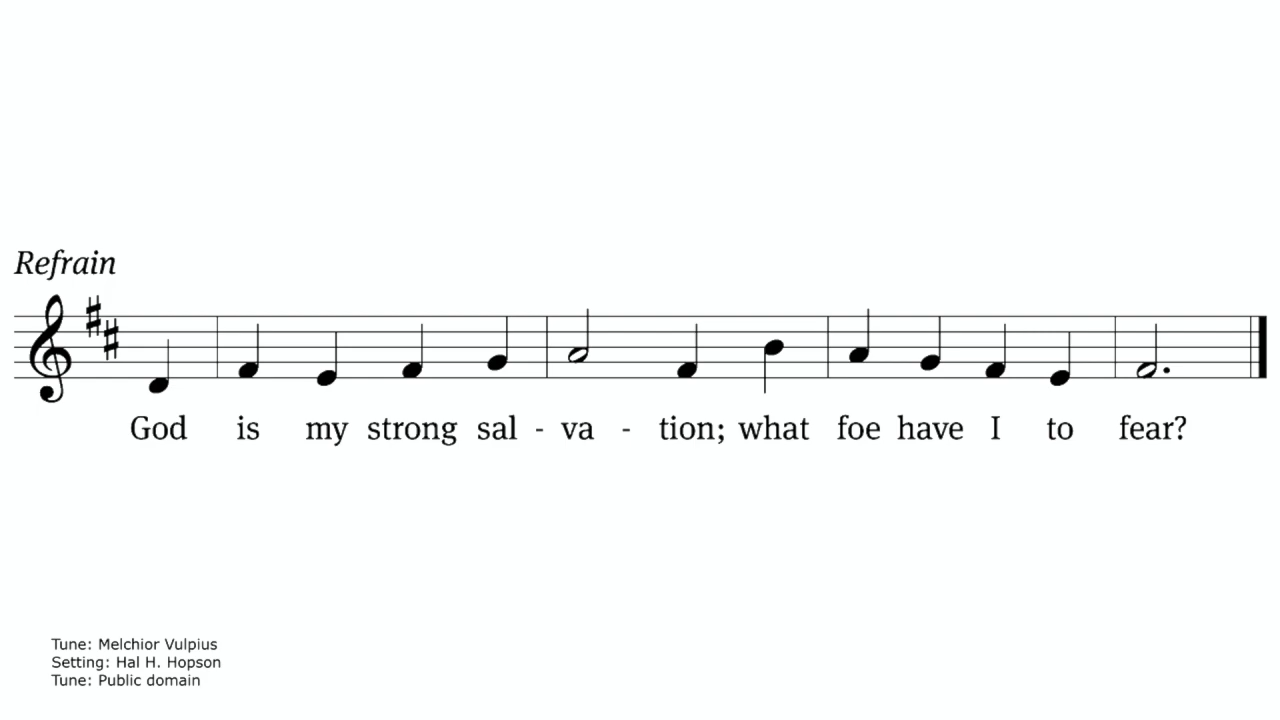 Refrain
God is my strong sal - va - tion; what foe have I to fear?
Tune: Melchior Vulpius
Setting: Hal H. Hopson
Tune: Public domain